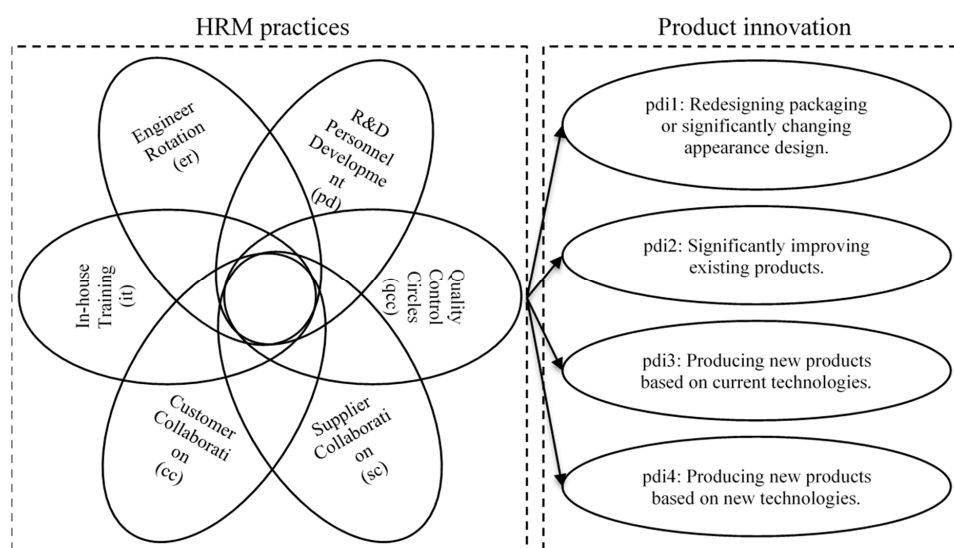 HRM practices
Product innovation
Engineer
Rotation
(er)
R&D
Personnel
Developme
nt
(pd)
In-house
Training
(it)
Quality
Control
Circles
(qcc)
Customer
Collaborati
on
(cc)
Supplier
Collaborati
on
(sc)
pdi1: Redesigning packaging
or significantly changing
appearance design.
pdi2: Significantly improving
existing products.
pdi3: Producing new products
based on current technologies.
pdi4: Producing new products
based on new technologies.